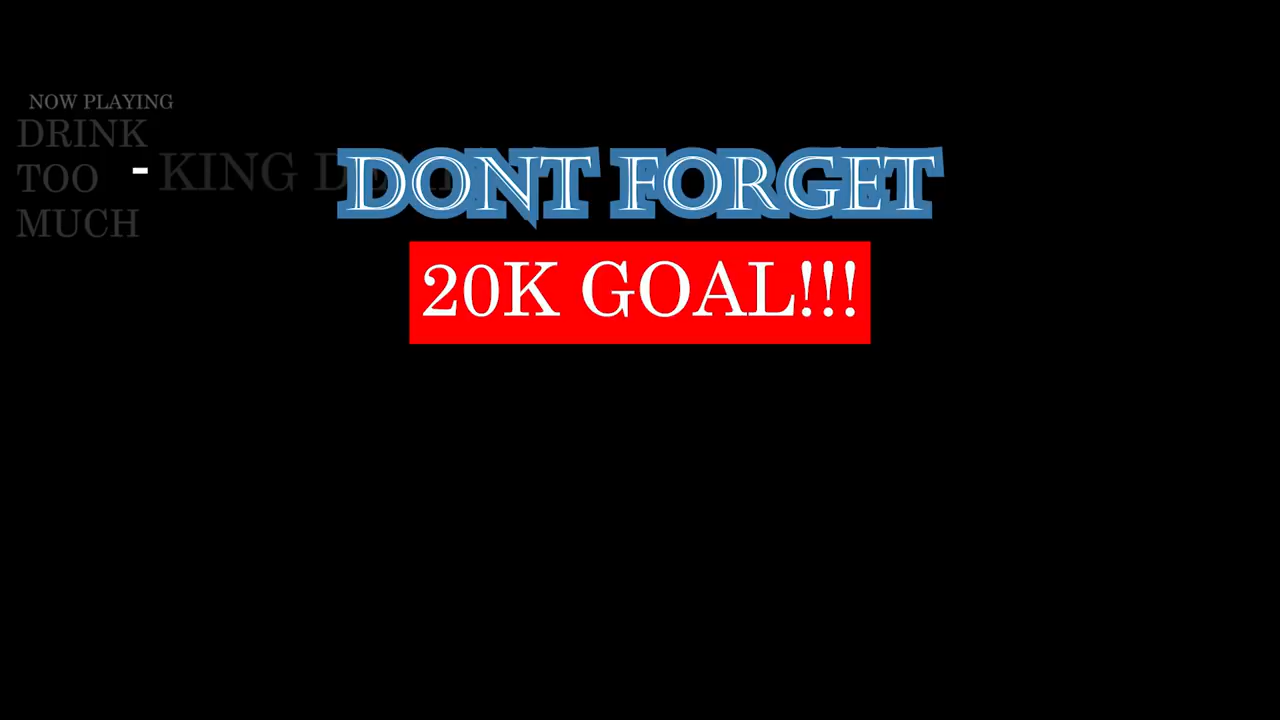 NOW PLAYING
DRINK
TOO
MUCH
- KING
DONT FORGET
20K GOAL!!!